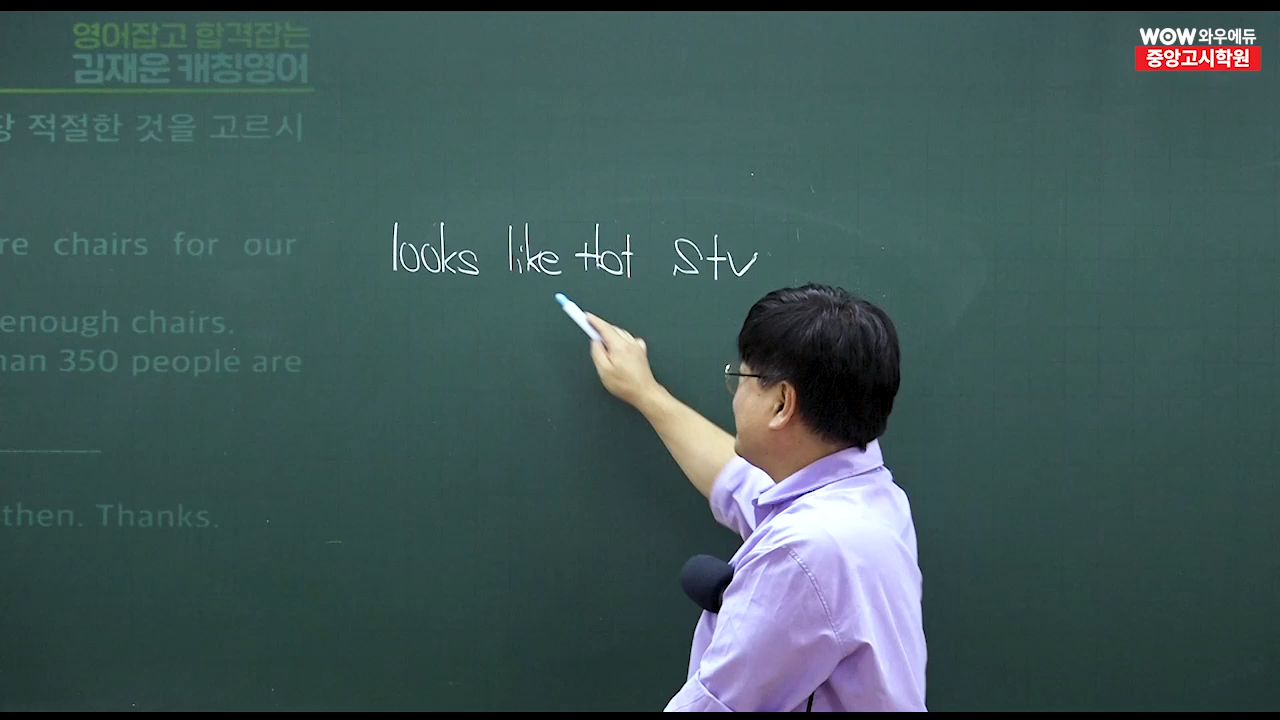 영어잡고 합격잡는
김재운 캐칭영어
WOW 와우에듀
중앙고시학원
장 적절한 것을 고르시
re chairs for our
looks like that S+v
enough chairs.
han 350 people are
then. Thanks.